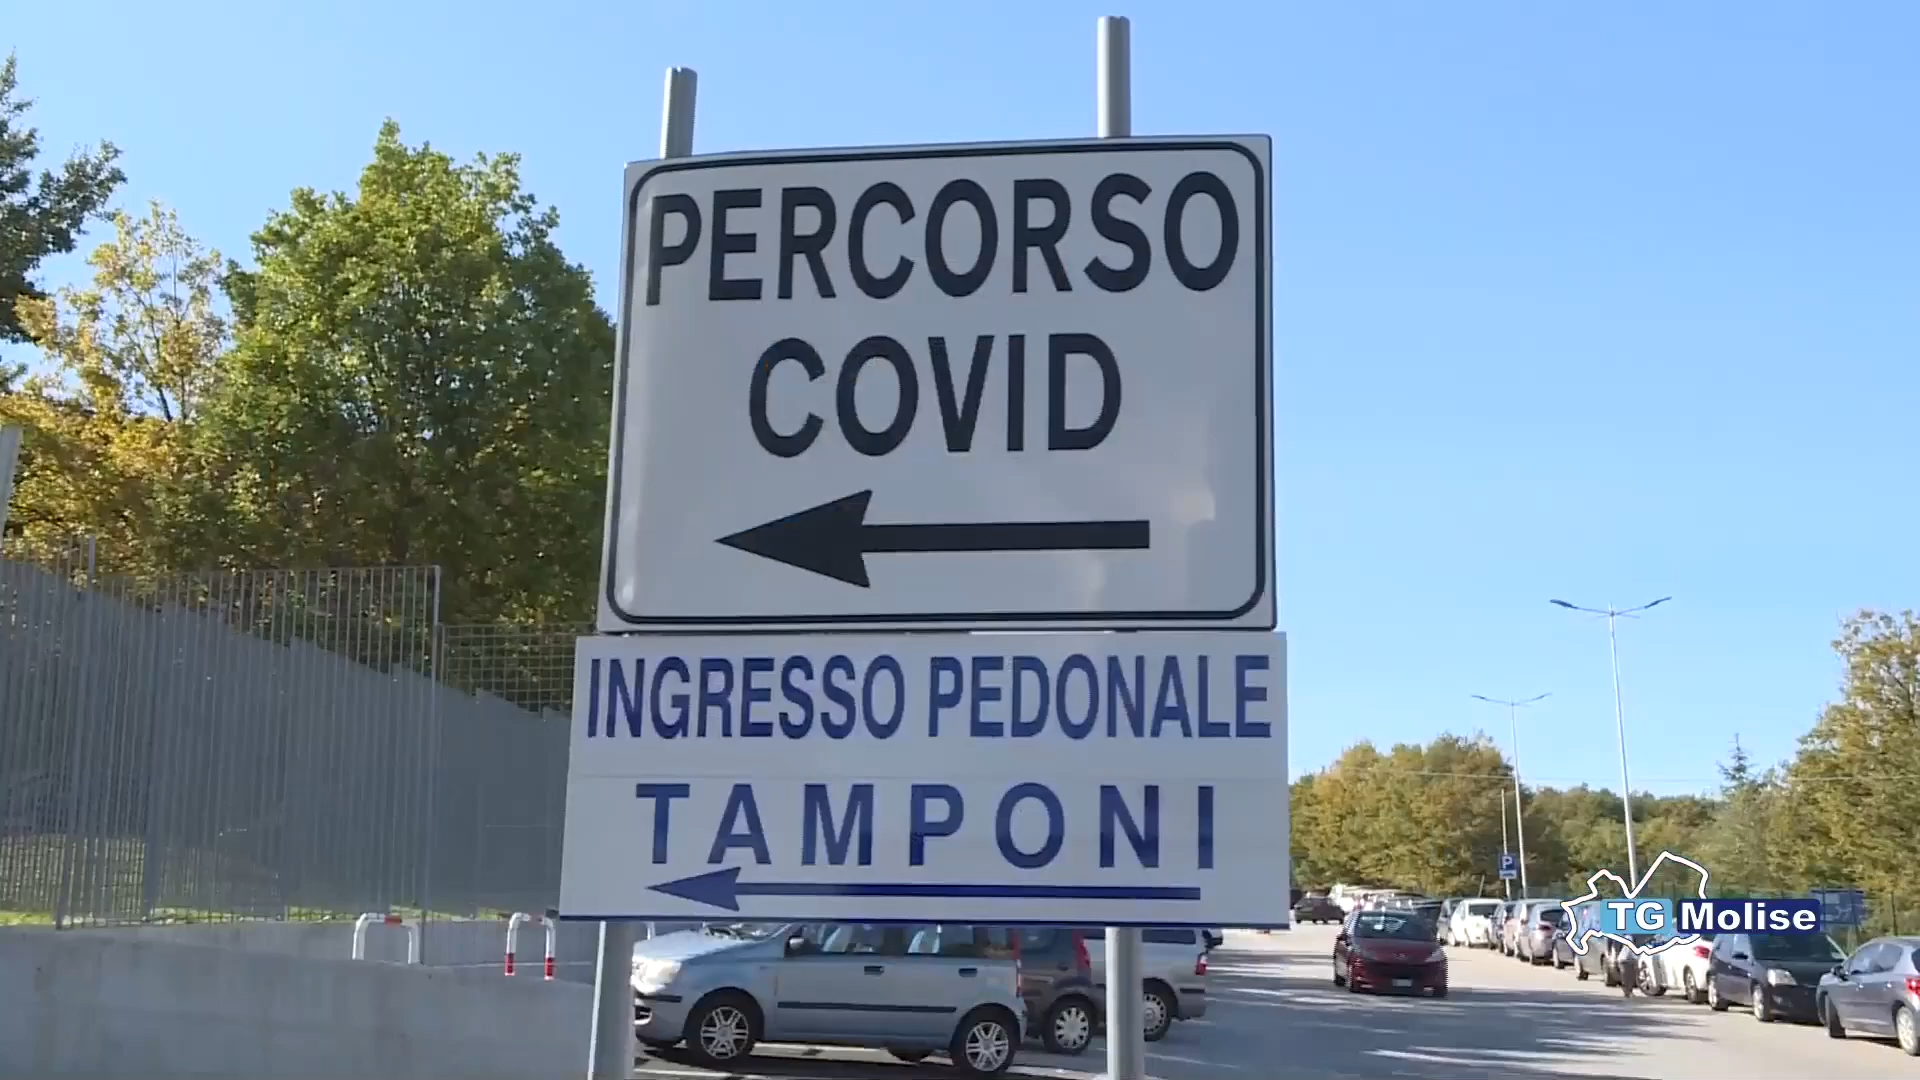 PERCORSO
COVID
INGRESSO PEDONALE
TAMPONI
P
TG Molise